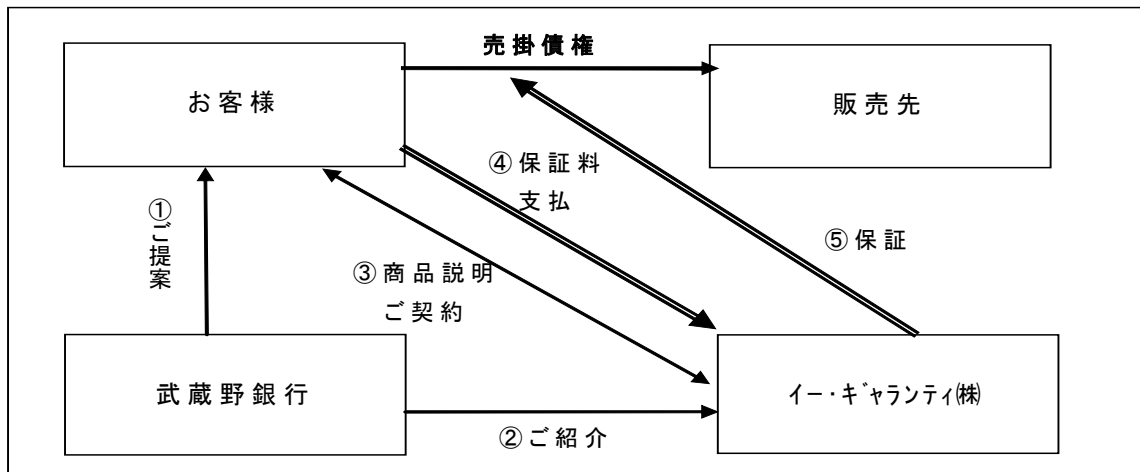 売掛債権
お客様
販売先
④保証料
支払
①ご提案
⑤保証
③商品説明
ご契約
武蔵野銀行
イー・ギャランティ㈱
②ご紹介